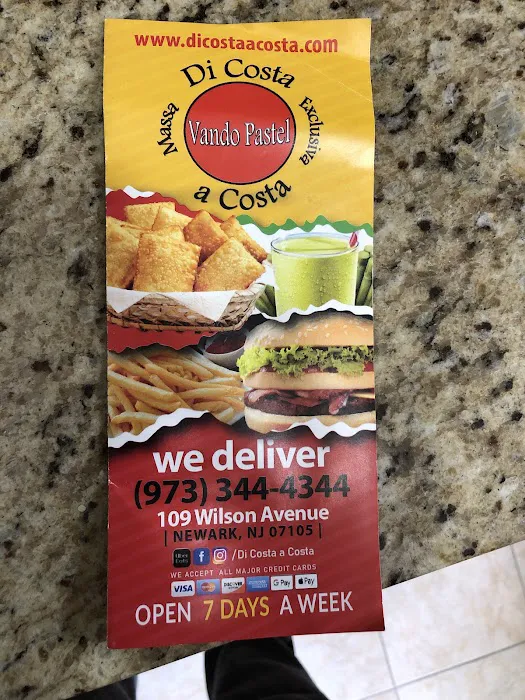 www.dicostaacosta.com
Di Costa
Massa
Vando Pastel
Exclusiva
a Costa
we deliver
(973) 344-4344
109 Wilson Avenue
| NEWARK, NJ 07105 |
/Di Costa a Costa
WE ACCEPT ALL MAJOR CREDIT CARDS
VISA DISCOVER G Pay Pay
OPEN 7 DAYS A WEEK